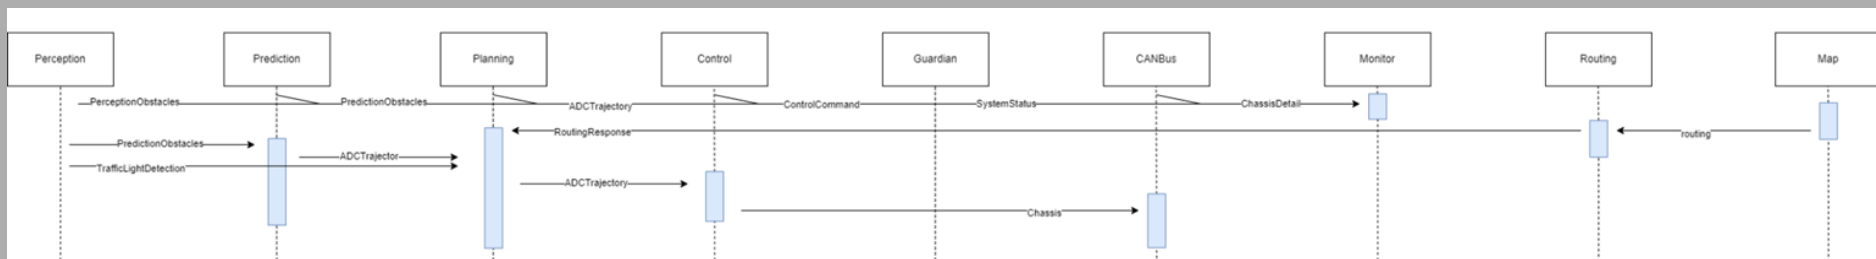 Perception
Prediction
Planning
Control
Guardian
CANBus
Monitor
Routing
Map
PerceptionObstacles
PredictionObstacles
ADCTrajectory
ControlCommand
SystemStatus
ChassisDetail
RoutingResponse
routing
PredictionObstacles
ADCTrajector
TrafficLightDetection
ADCTrajectory
Chassis